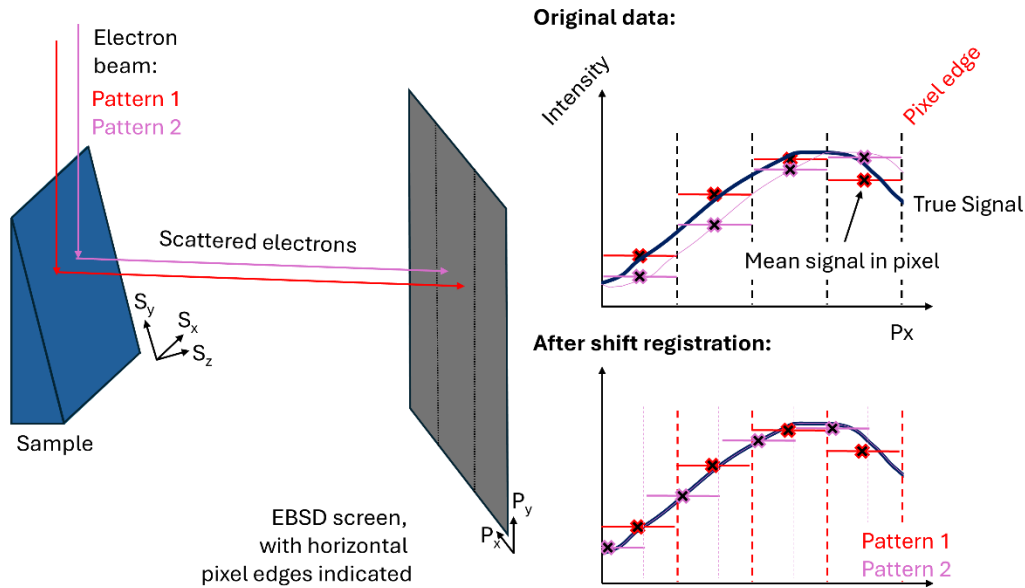 Electron
beam:
Pattern 1
Pattern 2
Scattered electrons
Sy
Sx
Sz
Sample
EBSD screen,
with horizontal
pixel edges indicated
Py
Px
Original data:
Intensity
Pixel edge
True Signal
Mean signal in pixel
Px
After shift registration:
Pattern 1
Pattern 2